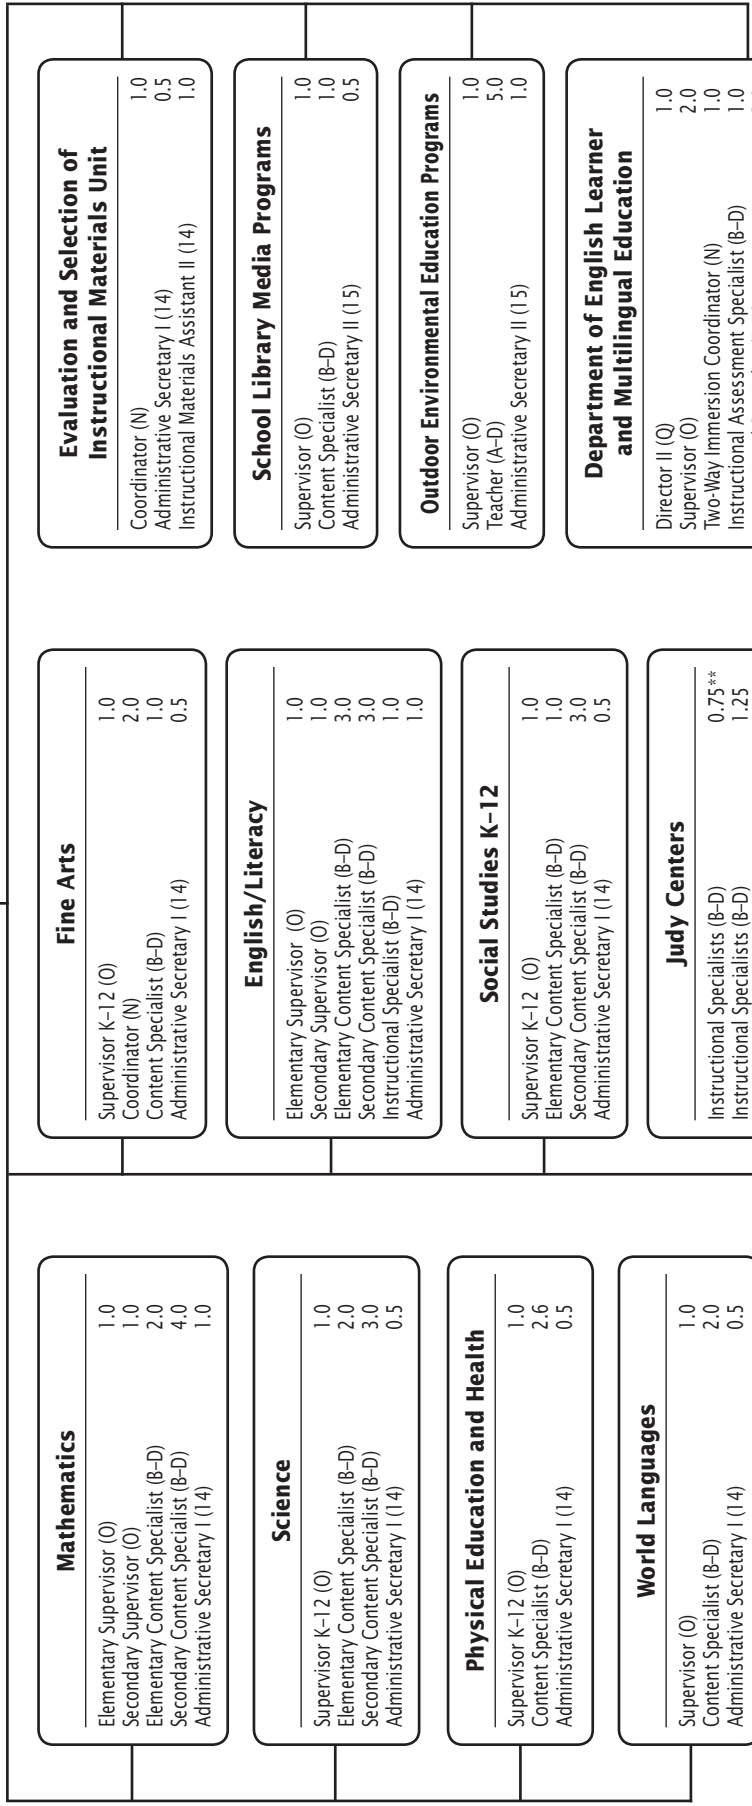 Mathematics
Elementary Supervisor (O) 1.0
Secondary Supervisor (O) 1.0
Elementary Content Specialist (B–D) 2.0
Secondary Content Specialist (B–D) 4.0
Administrative Secretary I (14) 1.0
Science
Supervisor K–12 (O) 1.0
Elementary Content Specialist (B–D) 2.0
Secondary Content Specialist (B–D) 3.0
Administrative Secretary I (14) 0.5
Physical Education and Health
Supervisor K–12 (O) 1.0
Content Specialist (B–D) 2.6
Administrative Secretary I (14) 0.5
World Languages
Supervisor (O) 1.0
Content Specialist (B–D) 2.0
Administrative Secretary I (14) 0.5
Fine Arts
Supervisor K–12 (O) 1.0
Coordinator (N) 2.0
Content Specialist (B–D) 1.0
Administrative Secretary I (14) 0.5
English/Literacy
Elementary Supervisor (O) 1.0
Secondary Supervisor (O) 1.0
Elementary Content Specialist (B–D) 3.0
Secondary Content Specialist (B–D) 3.0
Instructional Specialist (B–D) 1.0
Administrative Secretary I (14) 1.0
Social Studies K–12
Supervisor K–12 (O) 1.0
Elementary Content Specialist (B–D) 1.0
Secondary Content Specialist (B–D) 3.0
Administrative Secretary I (14) 0.5
Judy Centers
Instructional Specialists (B–D) 0.75**
Instructional Specialists (B–D) 1.25
Evaluation and Selection of
Instructional Materials Unit
Coordinator (N) 1.0
Administrative Secretary I (14) 0.5
Instructional Materials Assistant II (14) 1.0
School Library Media Programs
Supervisor (O) 1.0
Content Specialist (B–D) 1.0
Administrative Secretary II (15) 0.5
Outdoor Environmental Education Programs
Supervisor (O) 1.0
Teacher (A–D) 5.0
Administrative Secretary II (15) 1.0
Department of English Learner
and Multilingual Education
Director II (Q) 1.0
Supervisor (O) 2.0
Two-Way Immersion Coordinator (N) 1.0
Instructional Assessment Specialist (B–D) 1.0